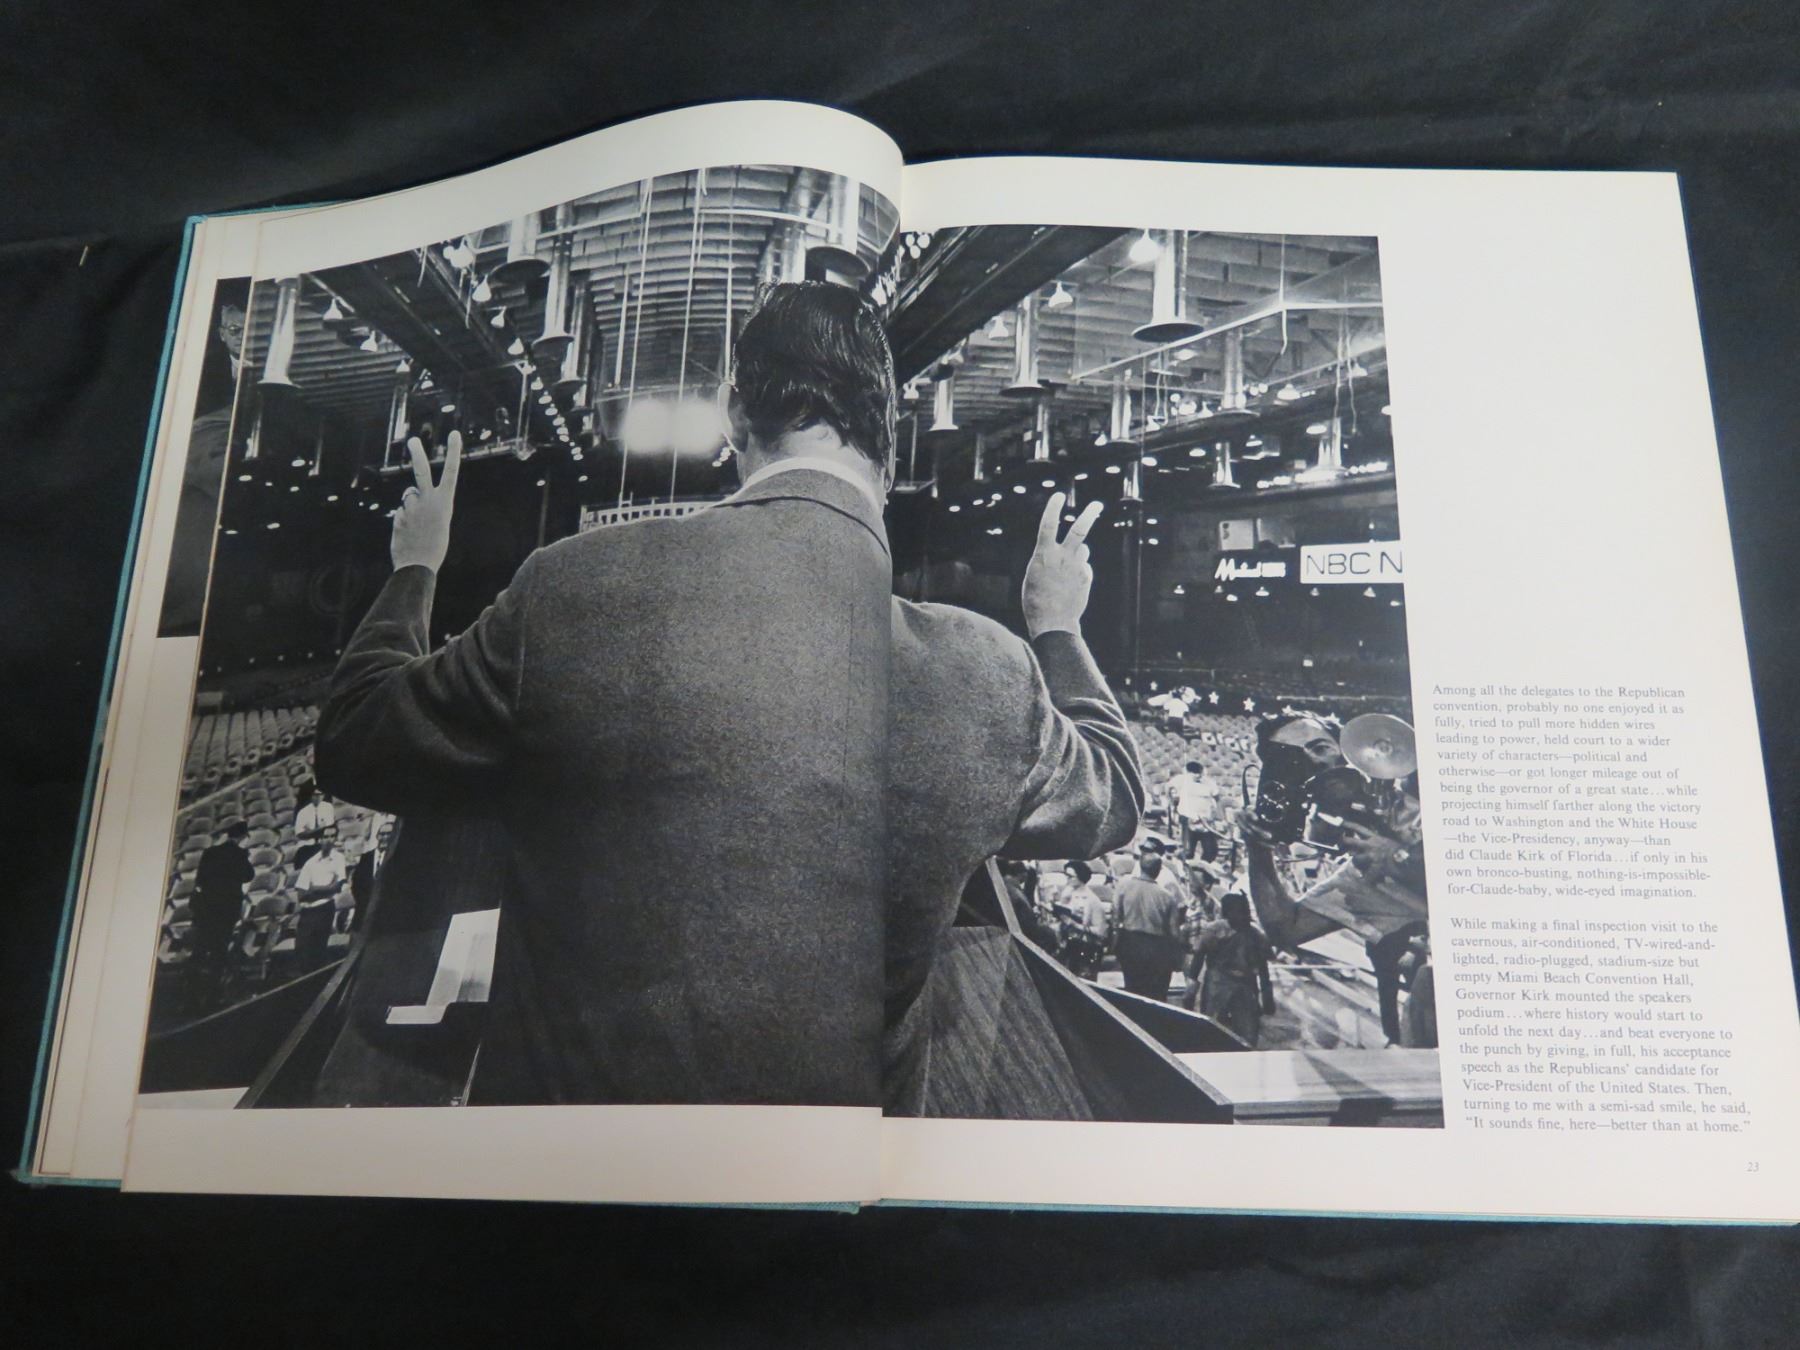 NBC N
Mutual
Among all the delegates to the Republican
convention, probably no one enjoyed it as
fully, tried to pull more hidden wires
leading to power, held court to a wider
variety of characters—political and
otherwise—or got longer mileage out of
being the governor of a great state...while
projecting himself farther along the victory
road to Washington and the White House
—the Vice-Presidency, anyway—than
did Claude Kirk of Florida...if only in his
own bronco-busting, nothing-is-impossible-
for-Claude-baby, wide-eyed imagination.
While making a final inspection visit to the
cavernous, air-conditioned, TV-wired-and-
lighted, radio-plugged, stadium-size but
empty Miami Beach Convention Hall,
Governor Kirk mounted the speakers
podium...where history would start to
unfold the next day...and beat everyone to
the punch by giving, in full, his acceptance
speech as the Republicans' candidate for
Vice-President of the United States. Then,
turning to me with a semi-sad smile, he said,
"It sounds fine, here—better than at home."
23